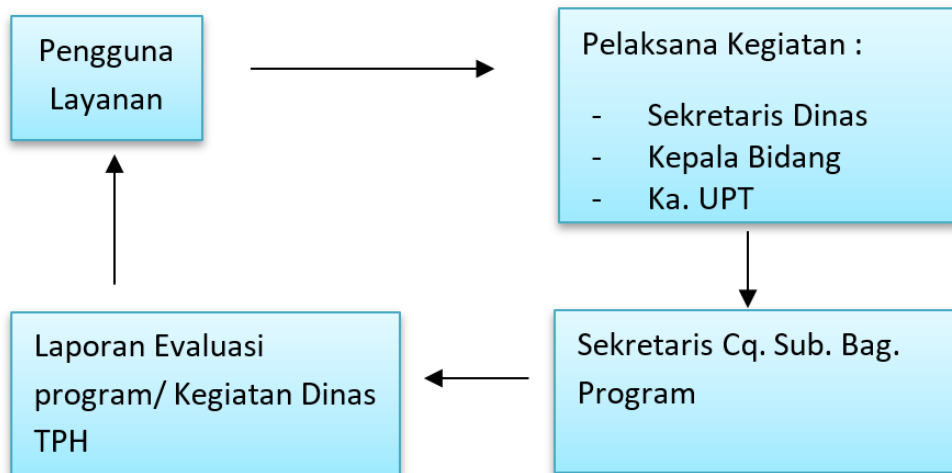 Pengguna
Layanan
Pelaksana Kegiatan :
- Sekretaris Dinas
- Kepala Bidang
- Ka. UPT
Sekretaris Cq. Sub. Bag.
Program
Laporan Evaluasi
program/ Kegiatan Dinas
TPH